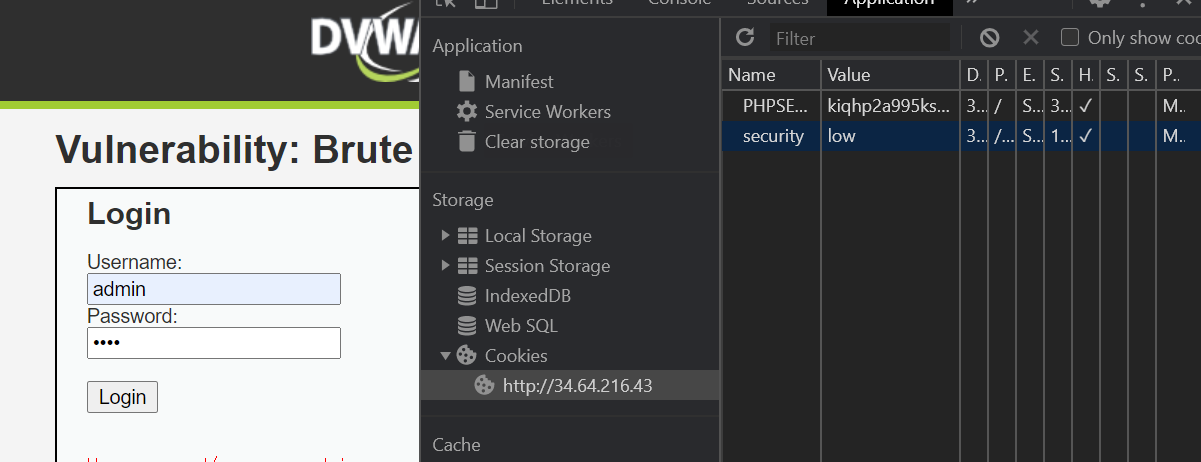 Elements Console Sources Application
DVWA
Vulnerability: Brute
Login
Username:
admin
Password:
••••
Login
Application
Manifest
Service Workers
Clear storage
Storage
Local Storage
Session Storage
IndexedDB
Web SQL
Cookies
http://34.64.216.43
Cache
Filter
Only show coo
Name Value D. P. E. S. H. S. S. P..
PHPSE... kiqhp2a995ks... 3... / S... 3... ✓ M..
security low 3... /... S... 1... ✓ M..